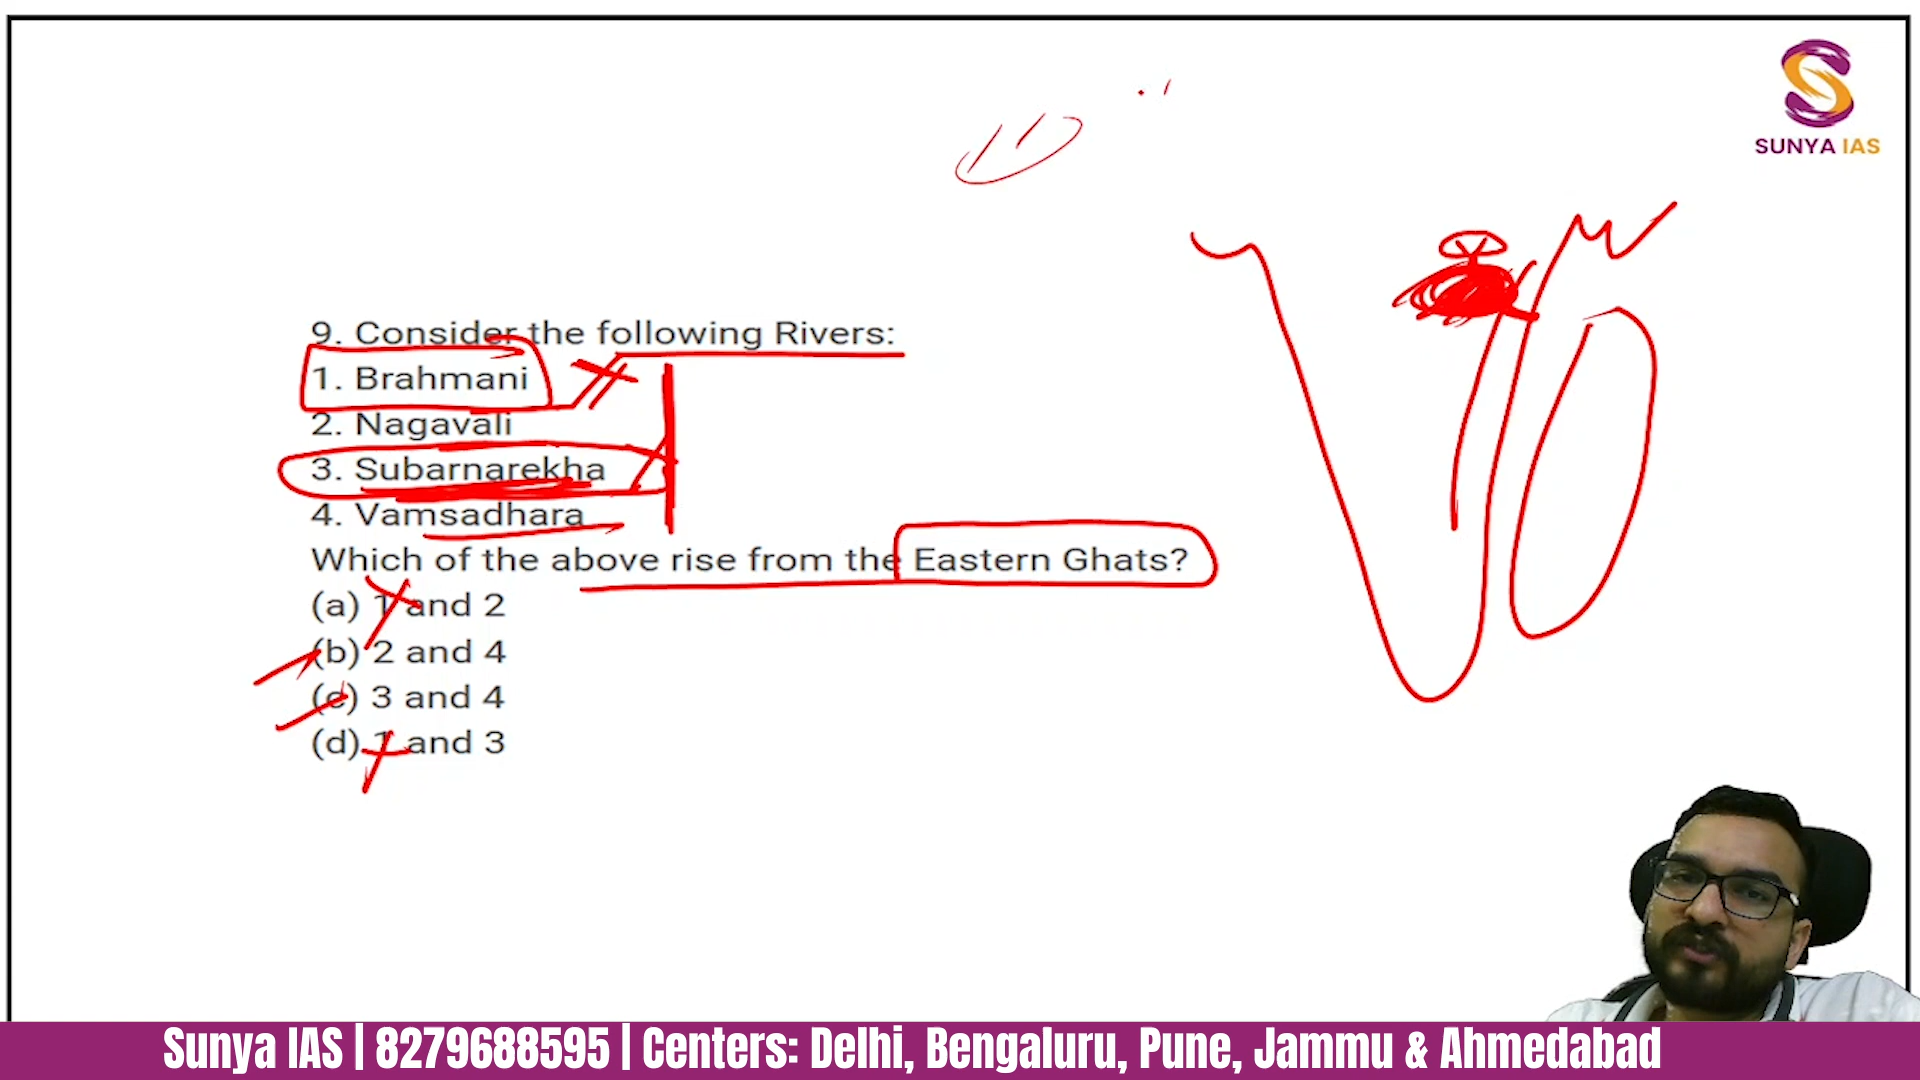 SUNYA IAS
9. Consider the following Rivers:
1. Brahmani
2. Nagavali
3. Subarnarekha
4. Vamsadhara
Which of the above rise from the Eastern Ghats?
(a) 1 and 2
(b) 2 and 4
(c) 3 and 4
(d) 1 and 3
Sunya IAS | 8279688595 | Centers: Delhi, Bengaluru, Pune, Jammu & Ahmedabad